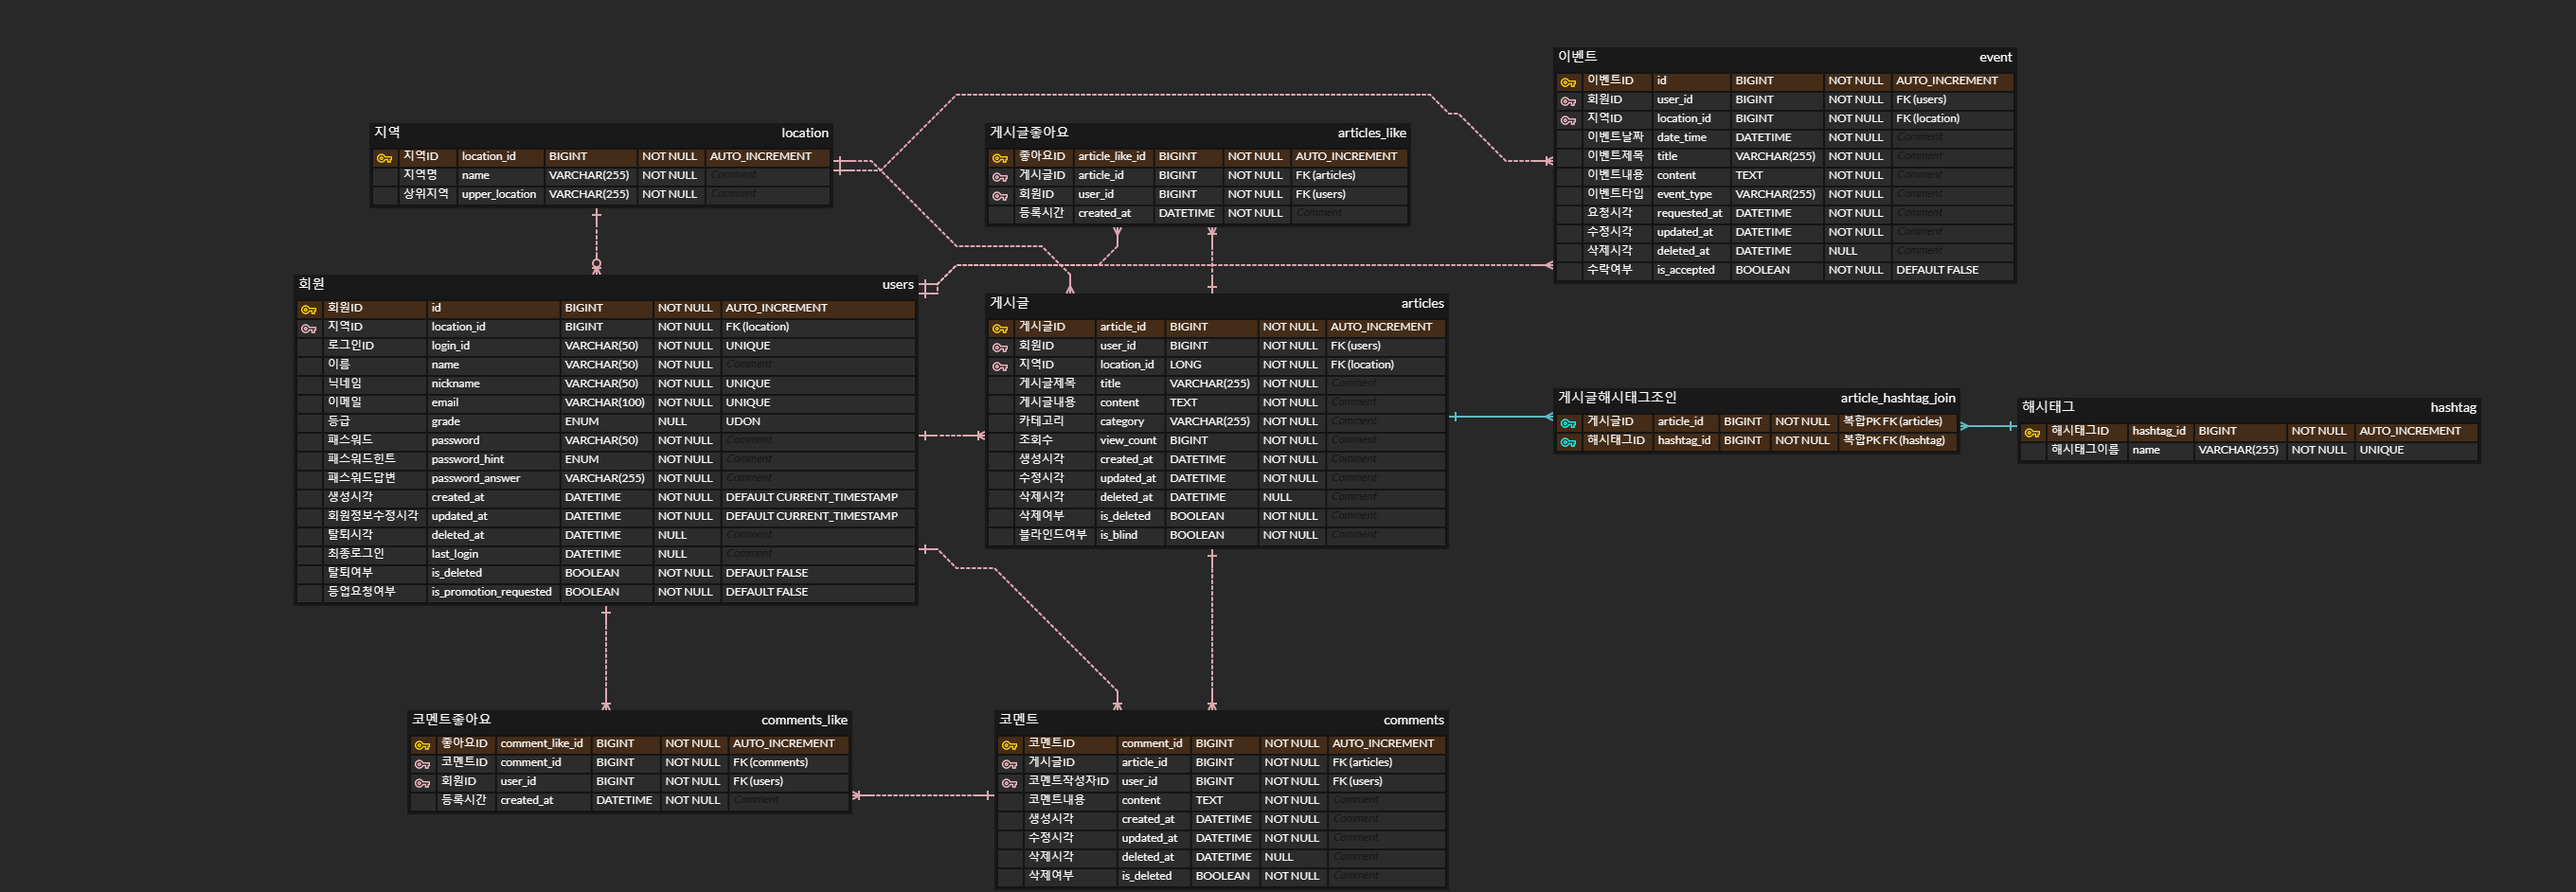 이벤트 event
이벤트ID id BIGINT NOT NULL AUTO_INCREMENT
회원ID user_id BIGINT NOT NULL FK (users)
지역ID location_id BIGINT NOT NULL FK (location)
이벤트날짜 date_time DATETIME NOT NULL Comment
이벤트제목 title VARCHAR(255) NOT NULL Comment
이벤트내용 content TEXT NOT NULL Comment
이벤트타입 event_type VARCHAR(255) NOT NULL Comment
요청시각 requested_at DATETIME NOT NULL Comment
수정시각 updated_at DATETIME NOT NULL Comment
삭제시각 deleted_at DATETIME NULL Comment
수락여부 is_accepted BOOLEAN NOT NULL DEFAULT FALSE
지역 location
지역ID location_id BIGINT NOT NULL AUTO_INCREMENT
지역명 name VARCHAR(255) NOT NULL Comment
상위지역 upper_location VARCHAR(255) NOT NULL Comment
게시글좋아요 articles_like
좋아요ID article_like_id BIGINT NOT NULL AUTO_INCREMENT
게시글ID article_id BIGINT NOT NULL FK (articles)
회원ID user_id BIGINT NOT NULL FK (users)
등록시간 created_at DATETIME NOT NULL Comment
회원 users
회원ID id BIGINT NOT NULL AUTO_INCREMENT
지역ID location_id BIGINT NOT NULL FK (location)
로그인ID login_id VARCHAR(50) NOT NULL UNIQUE
이름 name VARCHAR(50) NOT NULL Comment
닉네임 nickname VARCHAR(50) NOT NULL UNIQUE
이메일 email VARCHAR(100) NOT NULL UNIQUE
등급 grade ENUM NULL UDON
패스워드 password VARCHAR(50) NOT NULL Comment
패스워드힌트 password_hint ENUM NOT NULL Comment
패스워드답변 password_answer VARCHAR(255) NOT NULL Comment
생성시각 created_at DATETIME NOT NULL DEFAULT CURRENT_TIMESTAMP
회원정보수정시각 updated_at DATETIME NOT NULL DEFAULT CURRENT_TIMESTAMP
탈퇴시각 deleted_at DATETIME NULL Comment
최종로그인 last_login DATETIME NULL Comment
탈퇴여부 is_deleted BOOLEAN NOT NULL DEFAULT FALSE
등업요청여부 is_promotion_requested BOOLEAN NOT NULL DEFAULT FALSE
게시글 articles
게시글ID article_id BIGINT NOT NULL AUTO_INCREMENT
회원ID user_id BIGINT NOT NULL FK (users)
지역ID location_id LONG NOT NULL FK (location)
게시글제목 title VARCHAR(255) NOT NULL Comment
게시글내용 content TEXT NOT NULL Comment
카테고리 category VARCHAR(255) NOT NULL Comment
조회수 view_count BIGINT NOT NULL Comment
생성시각 created_at DATETIME NOT NULL Comment
수정시각 updated_at DATETIME NOT NULL Comment
삭제시각 deleted_at DATETIME NULL Comment
삭제여부 is_deleted BOOLEAN NOT NULL Comment
블라인드여부 is_blind BOOLEAN NOT NULL Comment
게시글해시태그조인 article_hashtag_join
게시글ID article_id BIGINT NOT NULL 복합PK FK (articles)
해시태그ID hashtag_id BIGINT NOT NULL 복합PK FK (hashtag)
해시태그 hashtag
해시태그ID hashtag_id BIGINT NOT NULL AUTO_INCREMENT
해시태그이름 name VARCHAR(255) NOT NULL UNIQUE
코멘트좋아요 comments_like
좋아요ID comment_like_id BIGINT NOT NULL AUTO_INCREMENT
코멘트ID comment_id BIGINT NOT NULL FK (comments)
회원ID user_id BIGINT NOT NULL FK (users)
등록시간 created_at DATETIME NOT NULL Comment
코멘트 comments
코멘트ID comment_id BIGINT NOT NULL AUTO_INCREMENT
게시글ID article_id BIGINT NOT NULL FK (articles)
코멘트작성자ID user_id BIGINT NOT NULL FK (users)
코멘트내용 content TEXT NOT NULL Comment
생성시각 created_at DATETIME NOT NULL Comment
수정시각 updated_at DATETIME NOT NULL Comment
삭제시각 deleted_at DATETIME NULL Comment
삭제여부 is_deleted BOOLEAN NOT NULL Comment